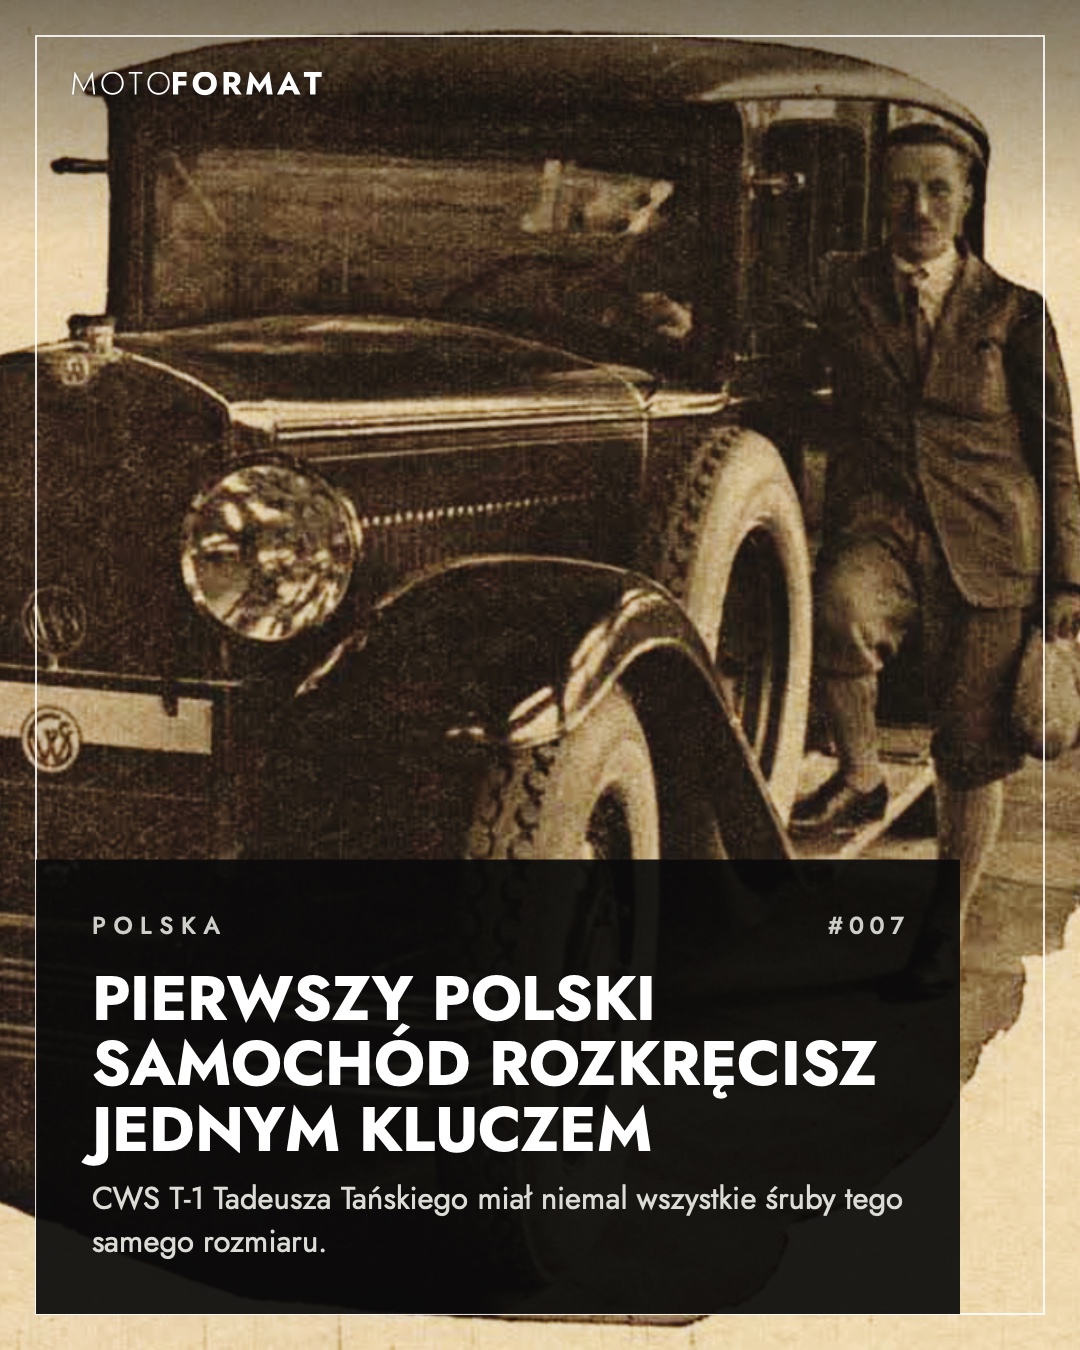 MOTOFORMAT
CWS
POLSKA #007
PIERWSZY POLSKI
SAMOCHÓD ROZKRĘCISZ
JEDNYM KLUCZEM
CWS T-1 Tadeusza Tańskiego miał niemal wszystkie śruby tego
samego rozmiaru.